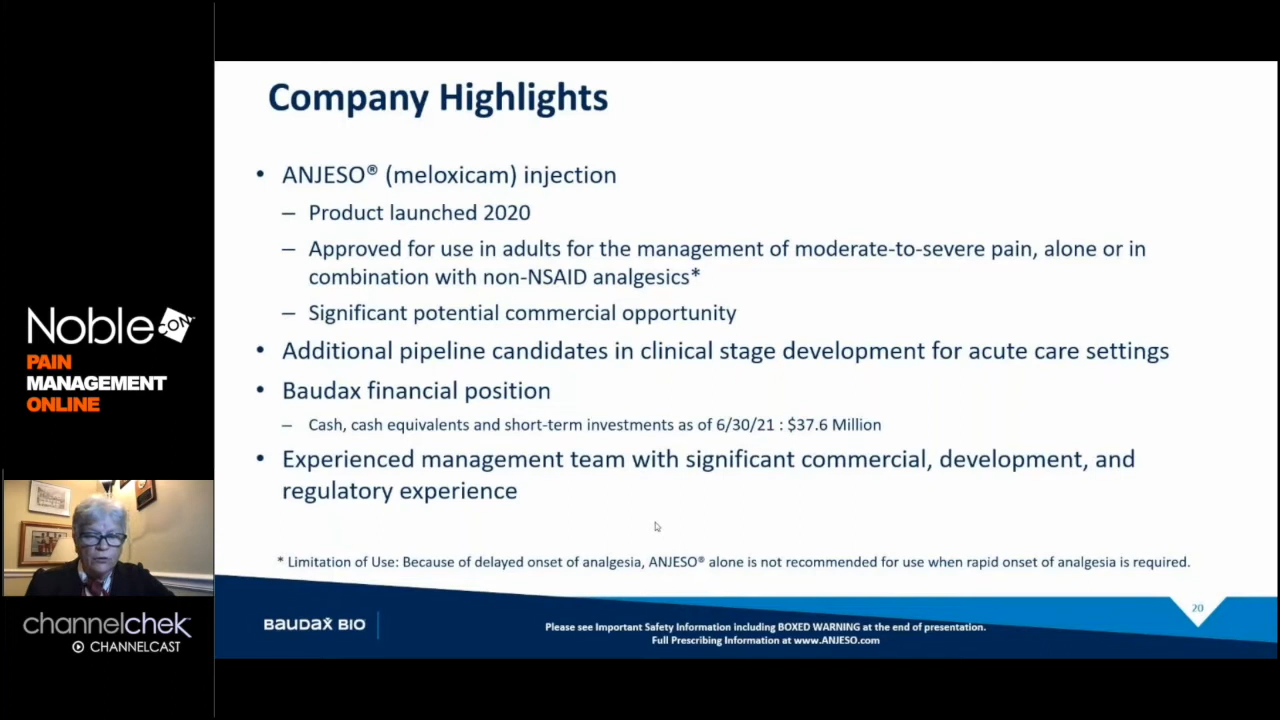 Company Highlights
• ANJESO® (meloxicam) injection
– Product launched 2020
– Approved for use in adults for the management of moderate-to-severe pain, alone or in
combination with non-NSAID analgesics*
– Significant potential commercial opportunity
• Additional pipeline candidates in clinical stage development for acute care settings
• Baudax financial position
– Cash, cash equivalents and short-term investments as of 6/30/21 : $37.6 Million
• Experienced management team with significant commercial, development, and
regulatory experience
* Limitation of Use: Because of delayed onset of analgesia, ANJESO® alone is not recommended for use when rapid onset of analgesia is required.
BAUDAX BIO
Please see Important Safety Information including BOXED WARNING at the end of presentation.
Full Prescribing Information at www.ANJESO.com
20
Noble CON
PAIN
MANAGEMENT
ONLINE
channelchek
CHANNELCAST